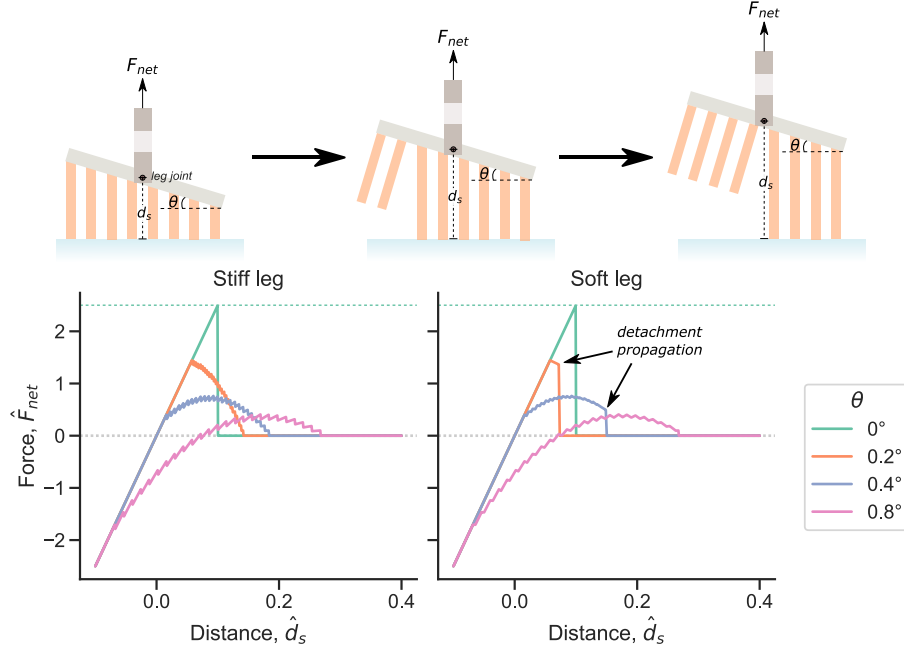 F_net
F_net
F_net
leg joint
θ
d_s
θ
d_s
θ
d_s
Stiff leg
Soft leg
detachment
propagation
Force, F̂_net
2
1
0
−1
−2
0.0
0.2
0.4
0.0
0.2
0.4
Distance, d̂_s
Distance, d̂_s
θ
0°
0.2°
0.4°
0.8°